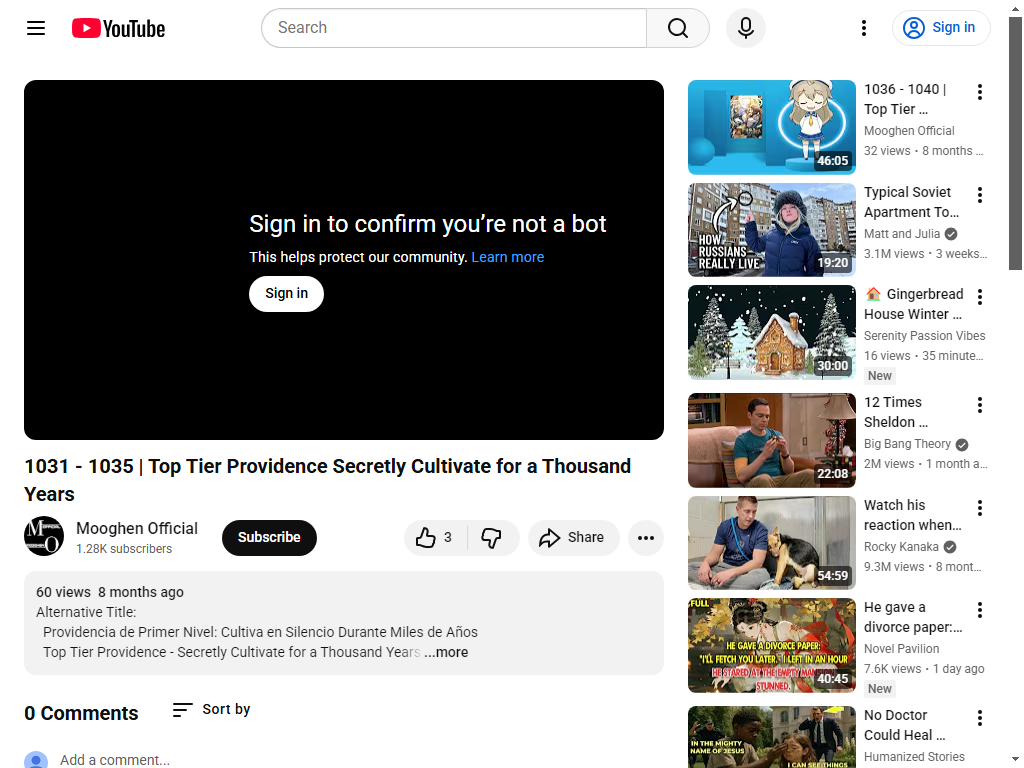 YouTube
Search
Sign in
Sign in to confirm you’re not a bot
This helps protect our community. Learn more
Sign in
1031 - 1035 | Top Tier Providence Secretly Cultivate for a Thousand
Years
Mooghen Official
1.28K subscribers
Subscribe
3
Share
60 views 8 months ago
Alternative Title:
Providencia de Primer Nivel: Cultiva en Silencio Durante Miles de Años
Top Tier Providence - Secretly Cultivate for a Thousand Years ...more
0 Comments
Sort by
Add a comment...
46:05
1036 - 1040 |
Top Tier ...
Mooghen Official
32 views • 8 months ...
HOW
RUSSIANS
REALLY LIVE
19:20
Typical Soviet
Apartment To...
Matt and Julia
3.1M views • 3 weeks...
30:00
🏠 Gingerbread
House Winter ...
Serenity Passion Vibes
16 views • 35 minute...
New
22:08
12 Times
Sheldon ...
Big Bang Theory
2M views • 1 month a...
54:59
Watch his
reaction when...
Rocky Kanaka
9.3M views • 8 mont...
FULL
HE GAVE A DIVORCE PAPER:
"I'LL FETCH YOU LATER." I LEFT IN AN HOUR
HE STARED AT THE EMPTY
STUNNED.
40:45
He gave a
divorce paper:...
Novel Pavilion
7.6K views • 1 day ago
New
IN THE MIGHTY
NAME OF JESUS
I CAN SEE THINGS
No Doctor
Could Heal ...
Humanized Stories